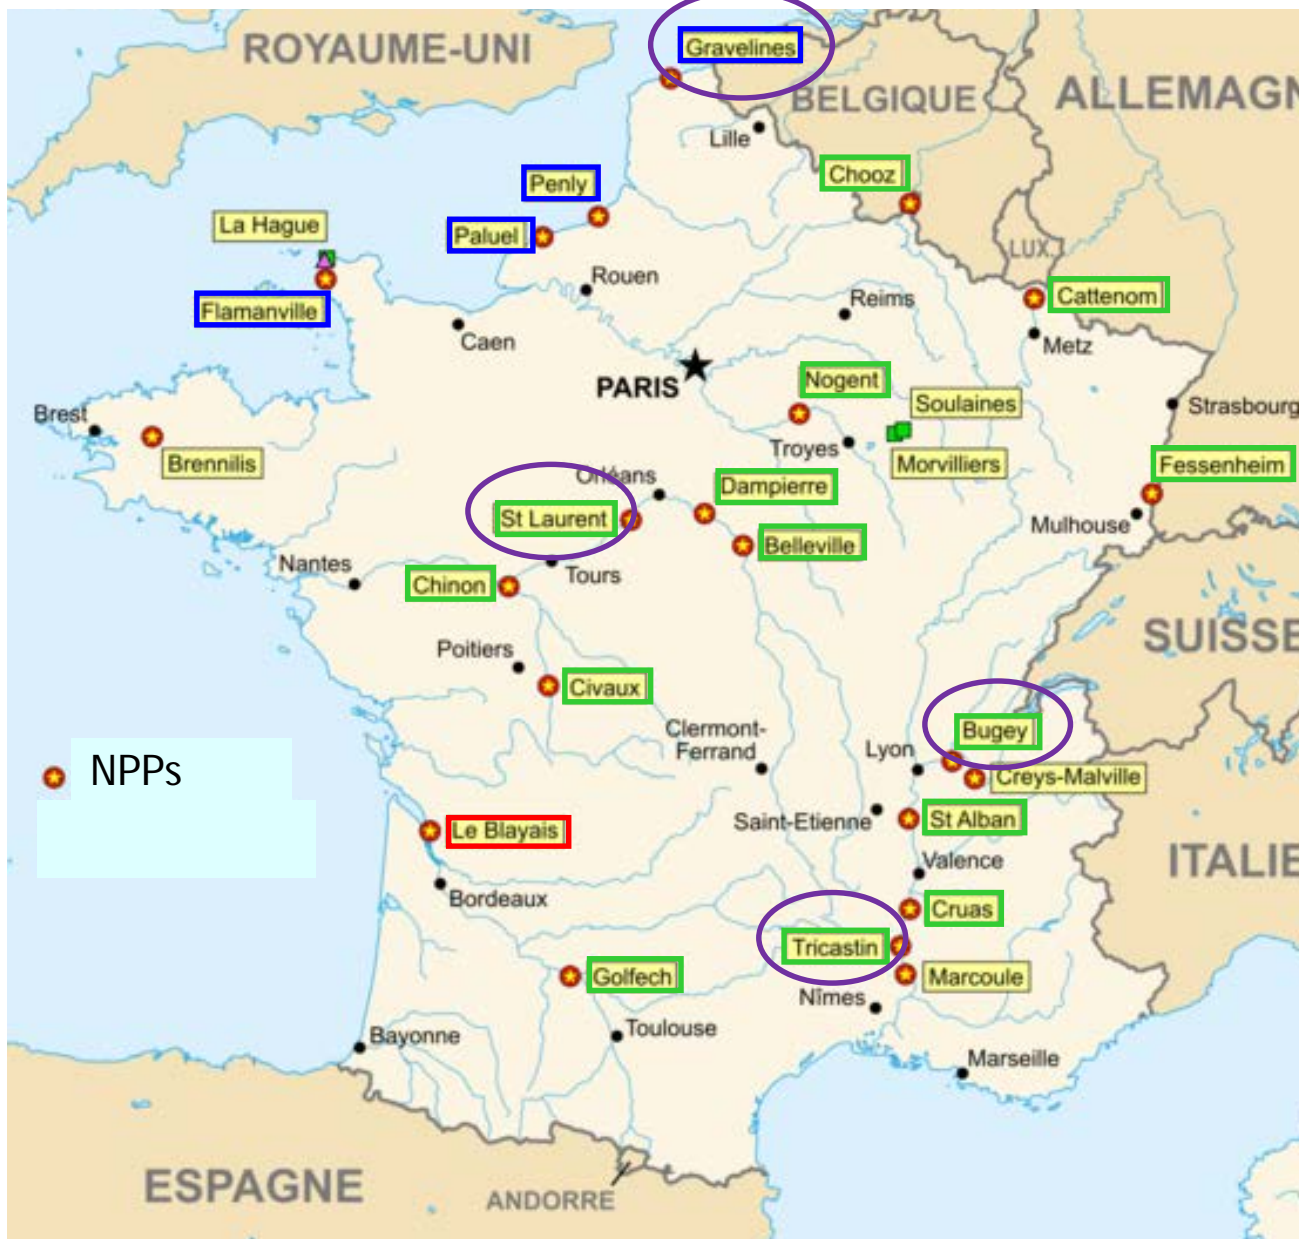 ROYAUME-UNI
Gravelines
BELGIQUE
ALLEMAGN
Lille
Chooz
Penly
La Hague
Paluel
LUX.
Rouen
Flamanville
Reims
Cattenom
Caen
Metz
PARIS
Nogent
Soulaines
Strasbourg
Brest
Troyes
Brennilis
Morvilliers
Fessenheim
Orléans
Dampierre
St Laurent
Mulhouse
Belleville
Nantes
Tours
Chinon
SUISSE
Poitiers
Civaux
Clermont-
Ferrand
Bugey
Lyon
NPPs
Creys-Malville
Le Blayais
Saint-Etienne
St Alban
Valence
ITALIE
Bordeaux
Cruas
Tricastin
Golfech
Marcoule
Nîmes
Toulouse
Bayonne
Marseille
ESPAGNE
ANDORRE